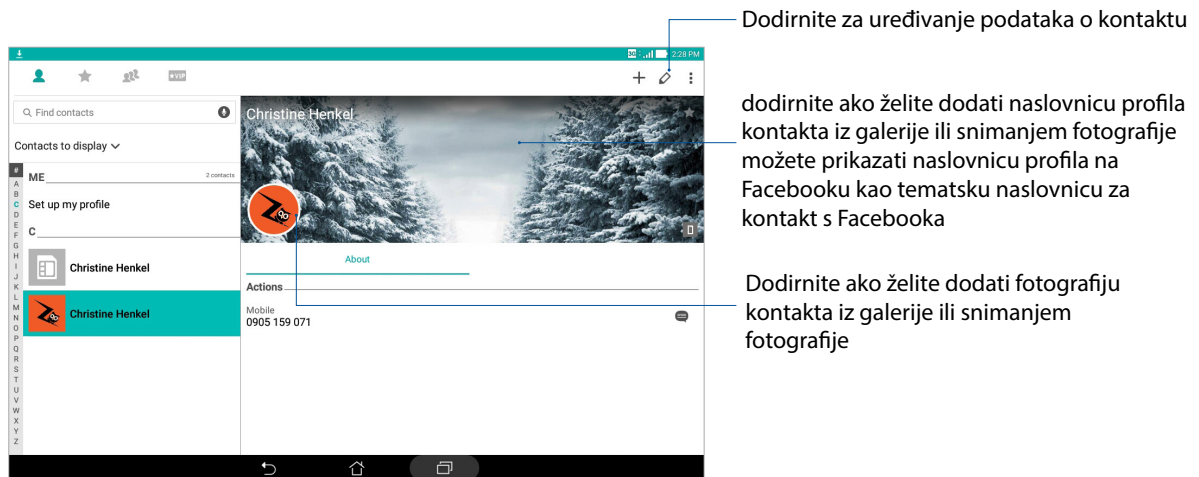 Dodirnite za uređivanje podataka o kontaktu
3G 2:28 PM
VIP
Find contacts
Christine Henkel
dodirnite ako želite dodati naslovnicu profila
kontakta iz galerije ili snimanjem fotografije
možete prikazati naslovnicu profila na
Facebooku kao tematsku naslovnicu za
kontakt s Facebooka
Contacts to display
#
A
B
C
D
E
F
G
H
I
J
K
L
M
N
O
P
Q
R
S
T
U
V
W
X
Y
Z
ME 2 contacts
Set up my profile
C
Christine Henkel
Christine Henkel
About
Actions
Mobile
0905 159 071
Dodirnite ako želite dodati fotografiju
kontakta iz galerije ili snimanjem
fotografije